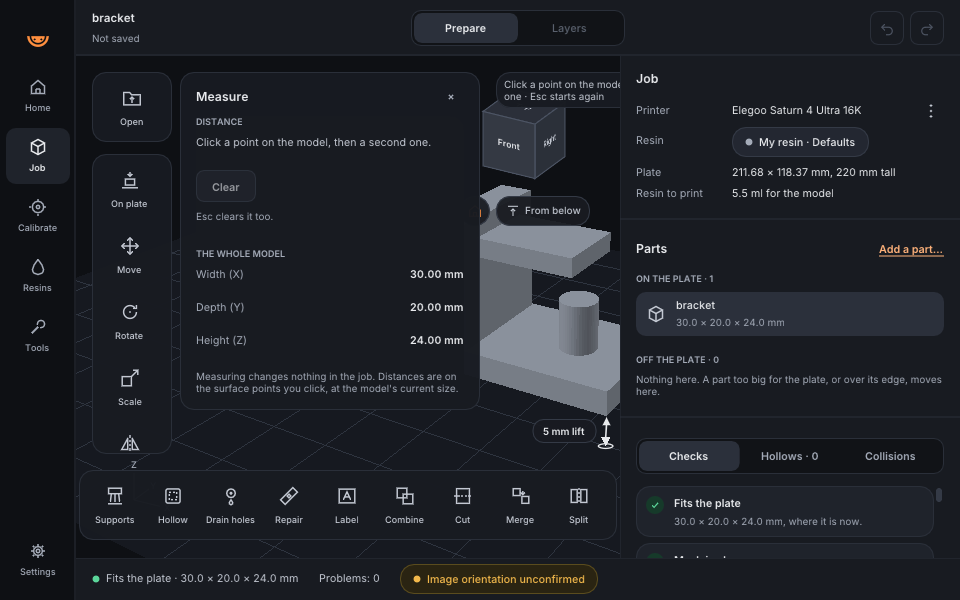 bracket
Not saved
Prepare
Layers
Home
Job
Calibrate
Resins
Tools
Settings
Open
On plate
Move
Rotate
Scale
Z
Measure
×
DISTANCE
Click a point on the model, then a second one.
Clear
Esc clears it too.
THE WHOLE MODEL
Width (X) 30.00 mm
Depth (Y) 20.00 mm
Height (Z) 24.00 mm
Measuring changes nothing in the job. Distances are on
the surface points you click, at the model's current size.
Click a point on the mode
one · Esc starts again
Front
Right
From below
5 mm lift
Supports
Hollow
Drain holes
Repair
Label
Combine
Cut
Merge
Split
Job
Printer Elegoo Saturn 4 Ultra 16K
Resin My resin · Defaults
Plate 211.68 × 118.37 mm, 220 mm tall
Resin to print 5.5 ml for the model
Parts
Add a part...
ON THE PLATE · 1
bracket
30.0 × 20.0 × 24.0 mm
OFF THE PLATE · 0
Nothing here. A part too big for the plate, or over its edge, moves
here.
Checks
Hollows · 0
Collisions
Fits the plate
30.0 × 20.0 × 24.0 mm, where it is now.
Fits the plate · 30.0 × 20.0 × 24.0 mm
Problems: 0
Image orientation unconfirmed